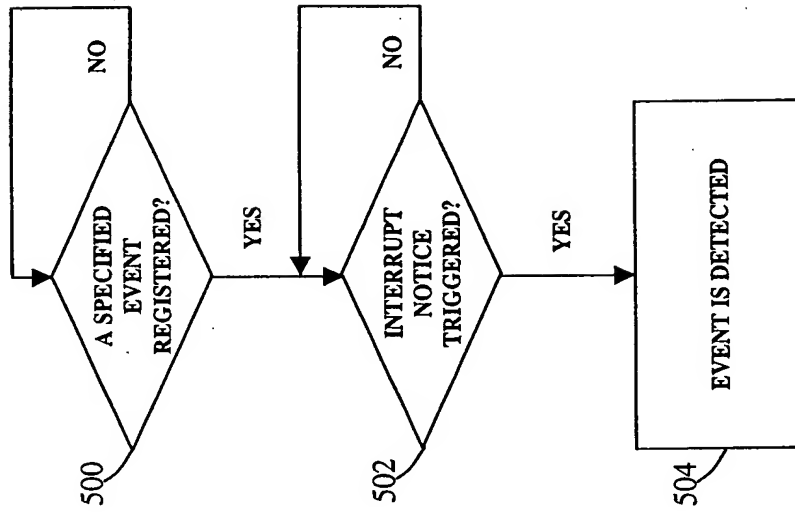 500
A SPECIFIED
EVENT
REGISTERED?
NO
YES
502
INTERRUPT
NOTICE
TRIGGERED?
NO
YES
504
EVENT IS DETECTED